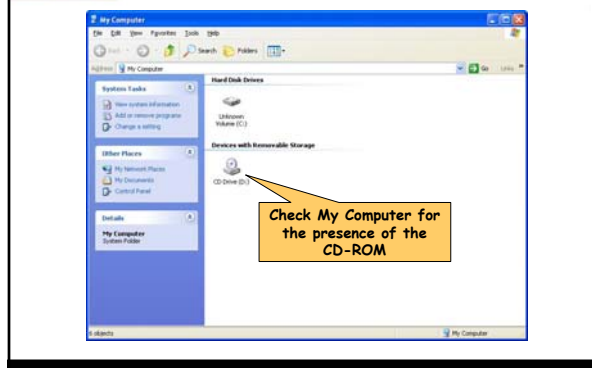 My Computer
File Edit View Favorites Tools Help
Back Search Folders
Address My Computer Go Links
System Tasks
View system information
Add or remove programs
Change a setting
Other Places
My Network Places
My Documents
Control Panel
Details
My Computer
System Folder
Hard Disk Drives
Unknown
Volume (C:)
Devices with Removable Storage
CD Drive (D:)
Check My Computer for
the presence of the
CD-ROM
6 objects
My Computer